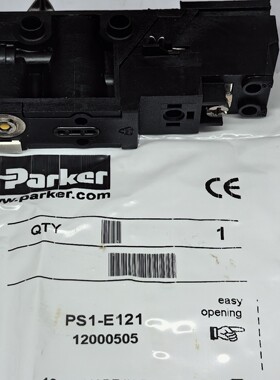 Parker
www.parker.com
QTY 1
PS1-E121
12000505
easy
opening
CE